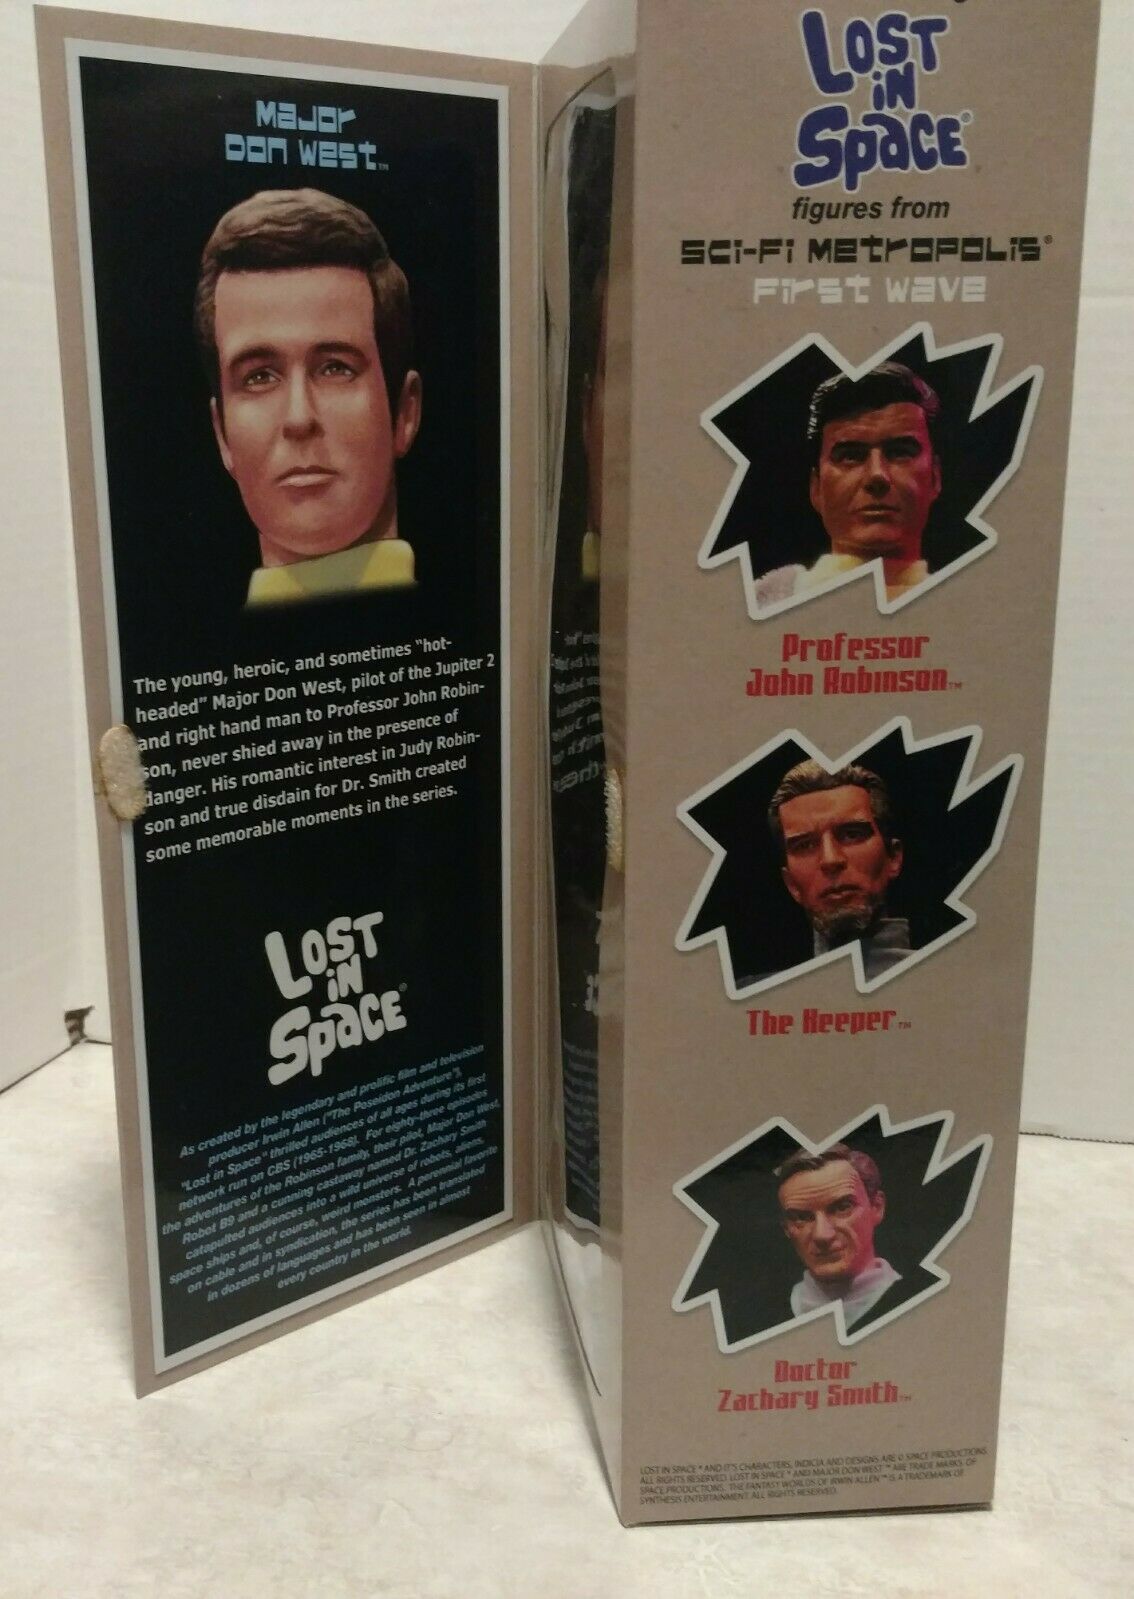 Major
Don West™
The young, heroic, and sometimes "hot-
headed" Major Don West, pilot of the Jupiter 2
and right hand man to Professor John Robin-
son, never shied away in the presence of
danger. His romantic interest in Judy Robin-
son and true disdain for Dr. Smith created
some memorable moments in the series.
LOST
iN
SpacE®
As created by the legendary and prolific film and television
producer Irwin Allen ("The Poseidon Adventure"),
"Lost in Space" thrilled audiences of all ages during its first
network run on CBS (1965-1968). For eighty-three episodes
the adventures of the Robinson family, their pilot, Major Don West,
Robot B9 and a cunning castaway named Dr. Zachary Smith
catapulted audiences into a wild universe of robots, aliens,
space ships and, of course, weird monsters. A perennial favorite
on cable and in syndication, the series has been translated
in dozens of languages and has been seen in almost
every country in the world.
LOST
iN
SpacE®
figures from
Sci-Fi Metropolis®
First Wave
Professor
John Robinson™
The Keeper™
Doctor
Zachary Smith™
LOST IN SPACE ® AND IT'S CHARACTERS, INDICIA AND DESIGNS ARE © SPACE PRODUCTIONS
ALL RIGHTS RESERVED. LOST IN SPACE ® AND MAJOR DON WEST ™ ARE TRADE MARKS OF
SPACE PRODUCTIONS. THE FANTASY WORLDS OF IRWIN ALLEN ™ IS A TRADEMARK OF
SYNTHESIS ENTERTAINMENT. ALL RIGHTS RESERVED.